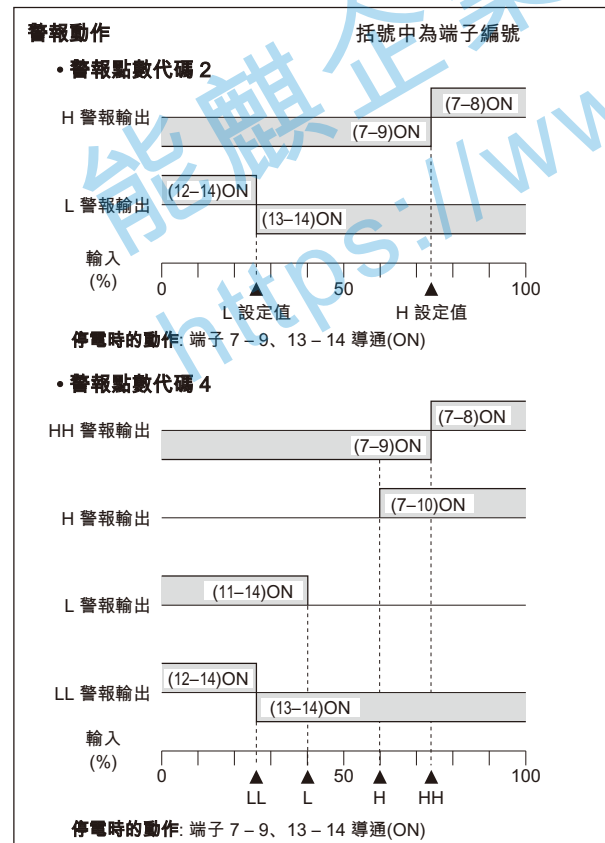 警報動作 括號中為端子編號
• 警報點數代碼 2
H 警報輸出 (7–9)ON (7–8)ON
L 警報輸出 (12–14)ON (13–14)ON
輸入
(%)
0 50 100
L 設定值 H 設定值
停電時的動作: 端子 7 – 9、13 – 14 導通(ON)
• 警報點數代碼 4
HH 警報輸出 (7–9)ON (7–8)ON
H 警報輸出 (7–10)ON
L 警報輸出 (11–14)ON
LL 警報輸出 (12–14)ON (13–14)ON
輸入
(%)
0 50 100
LL L H HH
停電時的動作: 端子 7 – 9、13 – 14 導通(ON)
能麒企業
https://ww